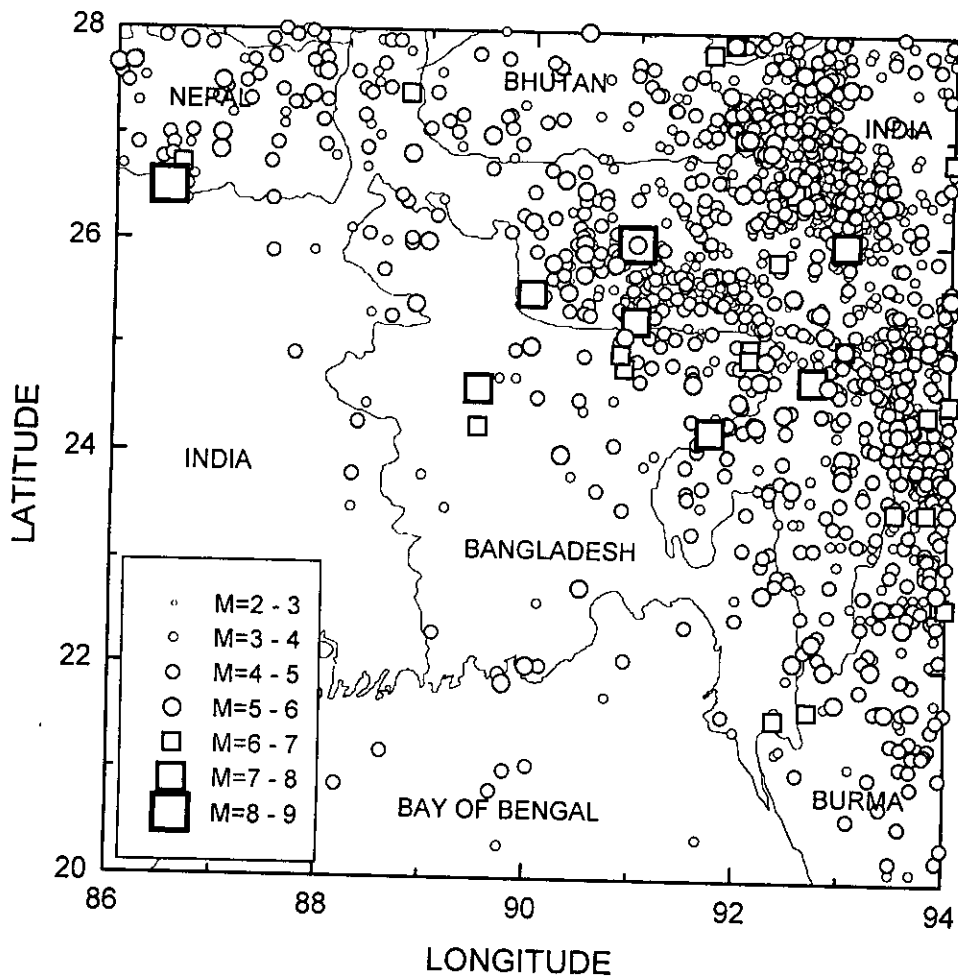 28
26
24
22
20
LATITUDE
NEPAL
BHUTAN
INDIA
INDIA
BANGLADESH
BAY OF BENGAL
BURMA
M=2 - 3
M=3 - 4
M=4 - 5
M=5 - 6
M=6 - 7
M=7 - 8
M=8 - 9
86
88
90
92
94
LONGITUDE